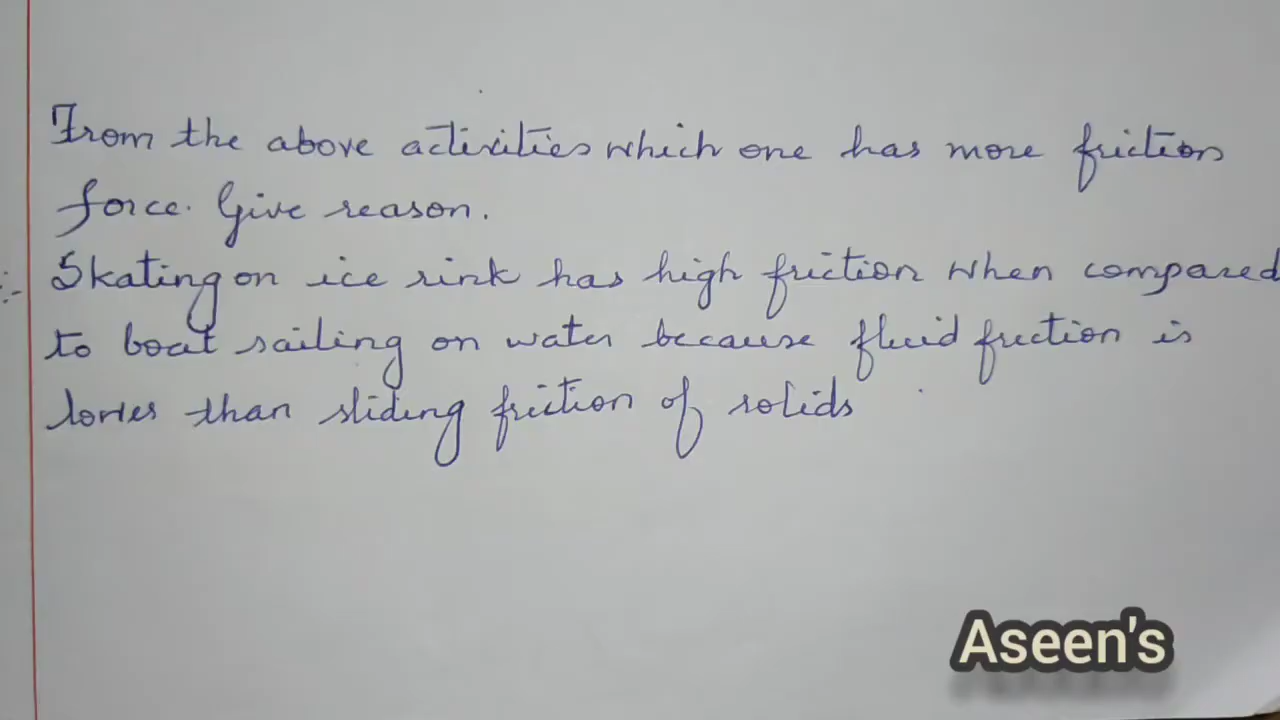 From the above activities which one has more friction
force. Give reason.
:- Skating on ice rink has high friction when compared
to boat sailing on water because fluid friction is
lower than sliding friction of solids
Aseen's